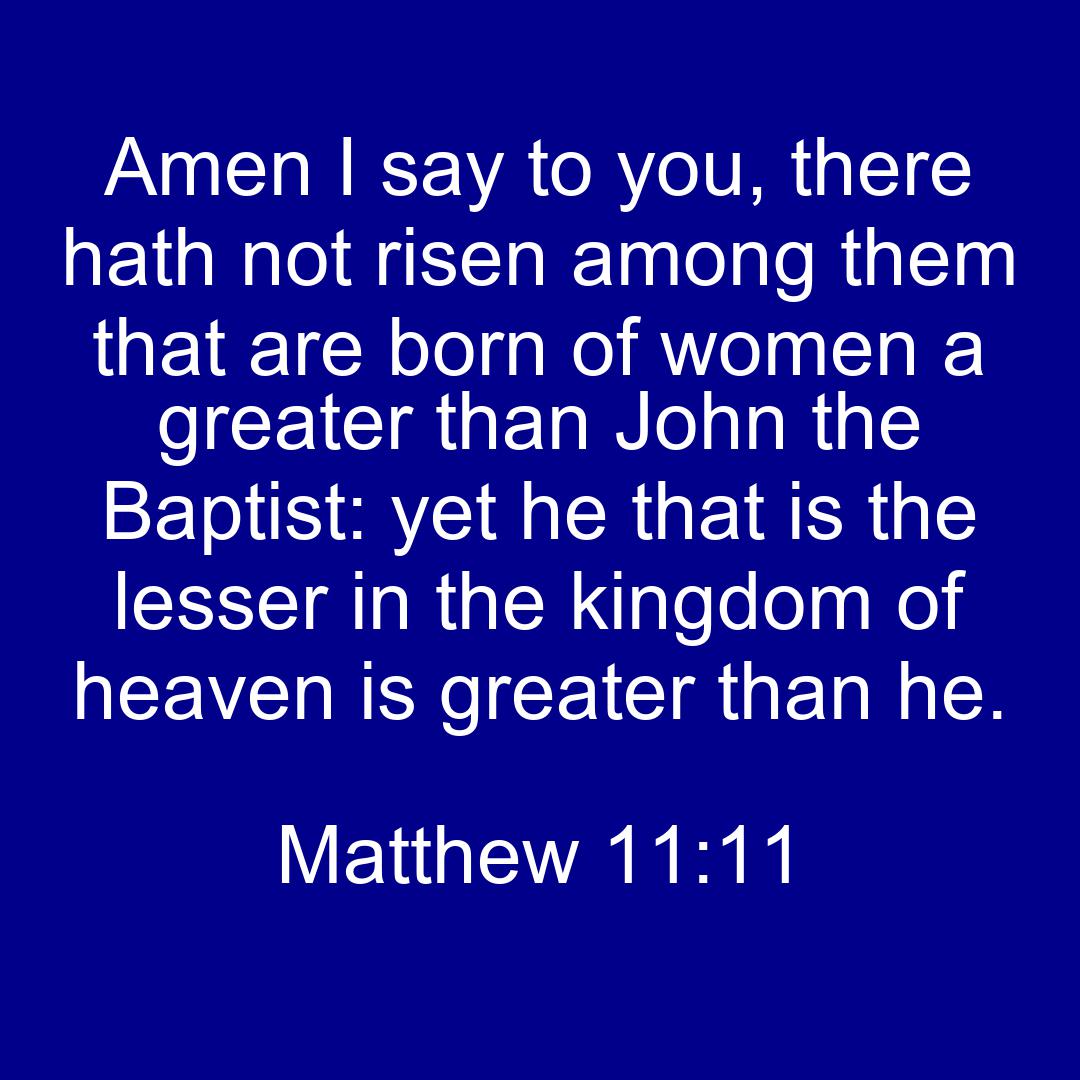 Amen I say to you, there
hath not risen among them
that are born of women a
greater than John the
Baptist: yet he that is the
lesser in the kingdom of
heaven is greater than he.
Matthew 11:11